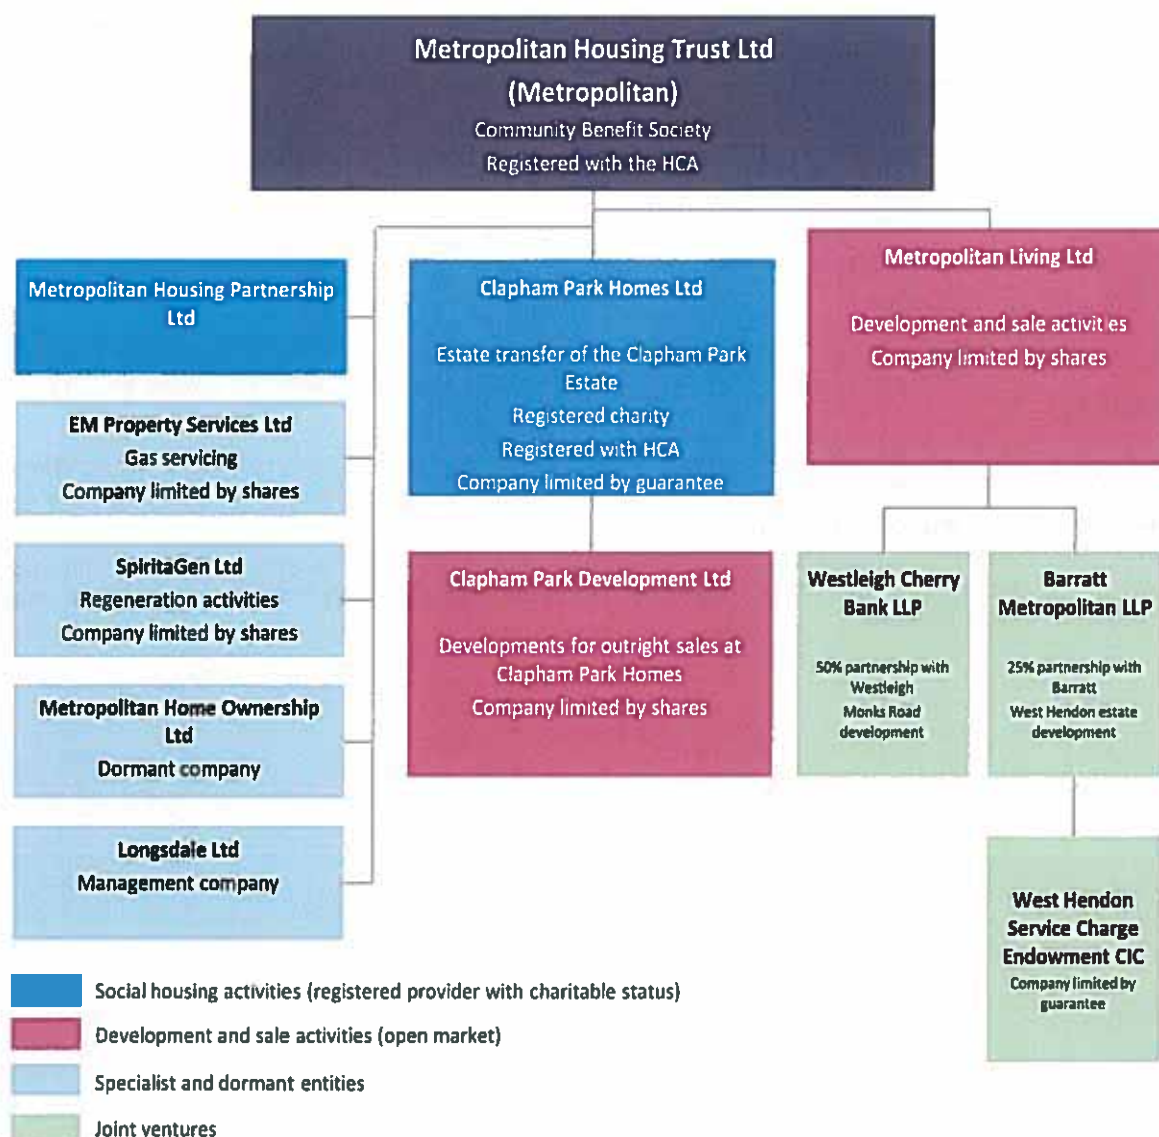 Metropolitan Housing Trust Ltd
(Metropolitan)
Community Benefit Society
Registered with the HCA
Metropolitan Housing Partnership
Ltd
EM Property Services Ltd
Gas servicing
Company limited by shares
SpiritaGen Ltd
Regeneration activities
Company limited by shares
Metropolitan Home Ownership
Ltd
Dormant company
Longsdale Ltd
Management company
Clapham Park Homes Ltd
Estate transfer of the Clapham Park
Estate
Registered charity
Registered with HCA
Company limited by guarantee
Clapham Park Development Ltd
Developments for outright sales at
Clapham Park Homes
Company limited by shares
Metropolitan Living Ltd
Development and sale activities
Company limited by shares
Westleigh Cherry
Bank LLP
50% partnership with
Westleigh
Monks Road
development
Barratt
Metropolitan LLP
25% partnership with
Barratt
West Hendon estate
development
West Hendon
Service Charge
Endowment CIC
Company limited by
guarantee
Social housing activities (registered provider with charitable status)
Development and sale activities (open market)
Specialist and dormant entities
Joint ventures